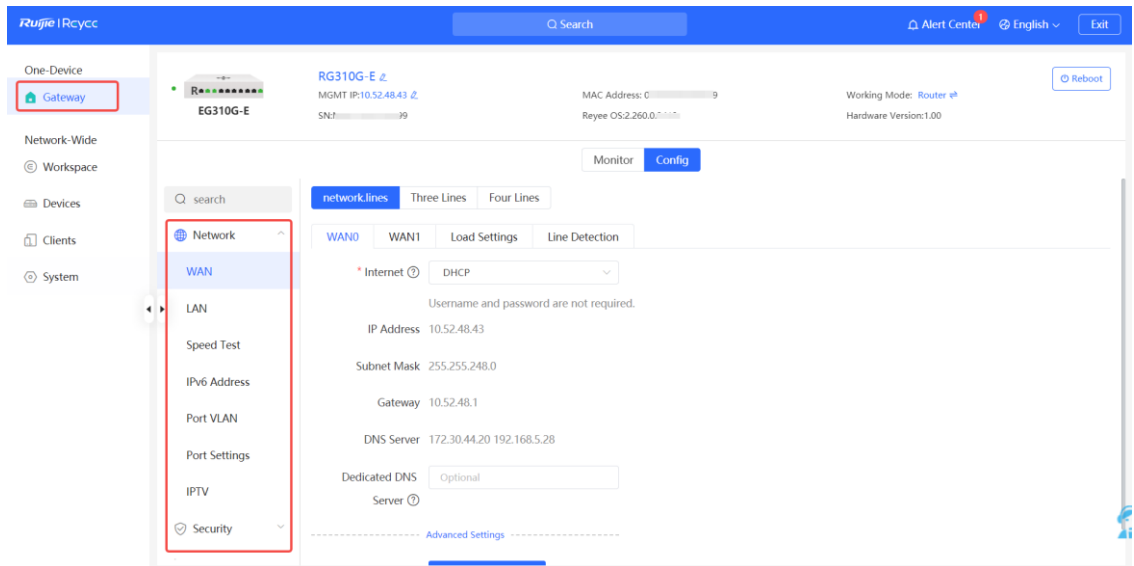 Ruijie | Rcycc
Search
1
Alert Center
English
Exit
One-Device
Gateway
Network-Wide
Workspace
Devices
Clients
System
EG310G-E
RG310G-E
MGMT IP:10.52.48.43
MAC Address:
9
Working Mode: Router
Reboot
SN:
99
Reyee OS:2.260.0.
Hardware Version:1.00
Monitor
Config
search
Network
WAN
LAN
Speed Test
IPv6 Address
Port VLAN
Port Settings
IPTV
Security
network.lines
Three Lines
Four Lines
WAN0
WAN1
Load Settings
Line Detection
* Internet
DHCP
Username and password are not required.
IP Address 10.52.48.43
Subnet Mask 255.255.248.0
Gateway 10.52.48.1
DNS Server 172.30.44.20 192.168.5.28
Dedicated DNS
Server
Optional
Advanced Settings